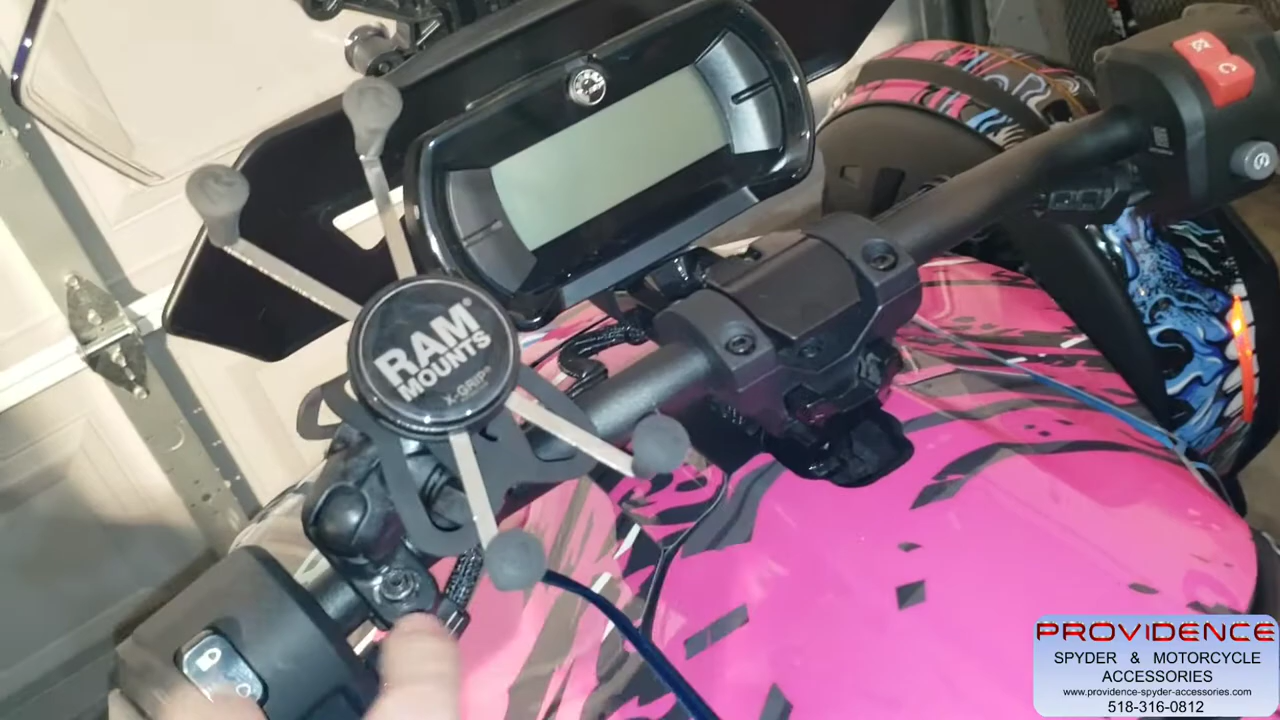 RAM®
MOUNTS
X-GRIP®
PROVIDENCE
SPYDER & MOTORCYCLE
ACCESSORIES
www.providence-spyder-accessories.com
518-316-0812